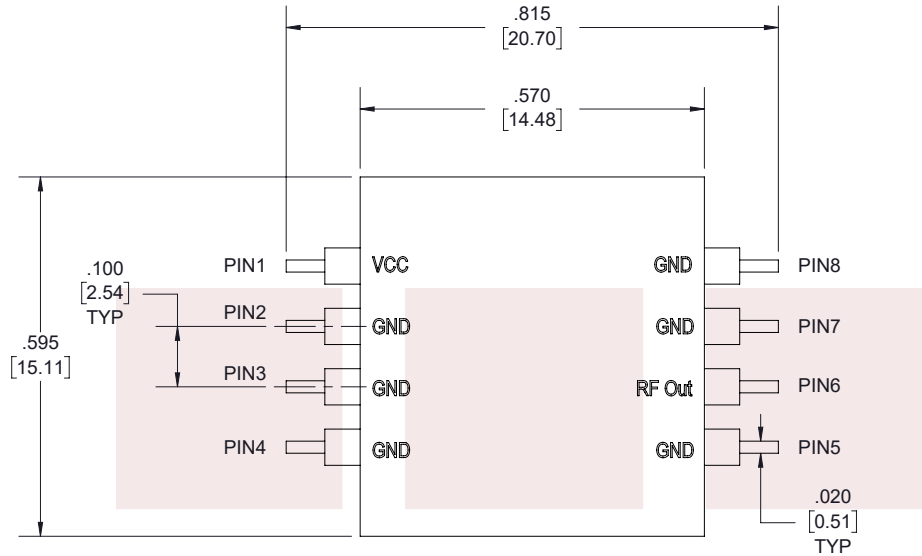 .815
[20.70]
.570
[14.48]
PIN1
VCC
GND
PIN8
.100
[2.54]
TYP
PIN2
GND
GND
PIN7
.595
[15.11]
PIN3
GND
RF Out
PIN6
PIN4
GND
GND
PIN5
.020
[0.51]
TYP